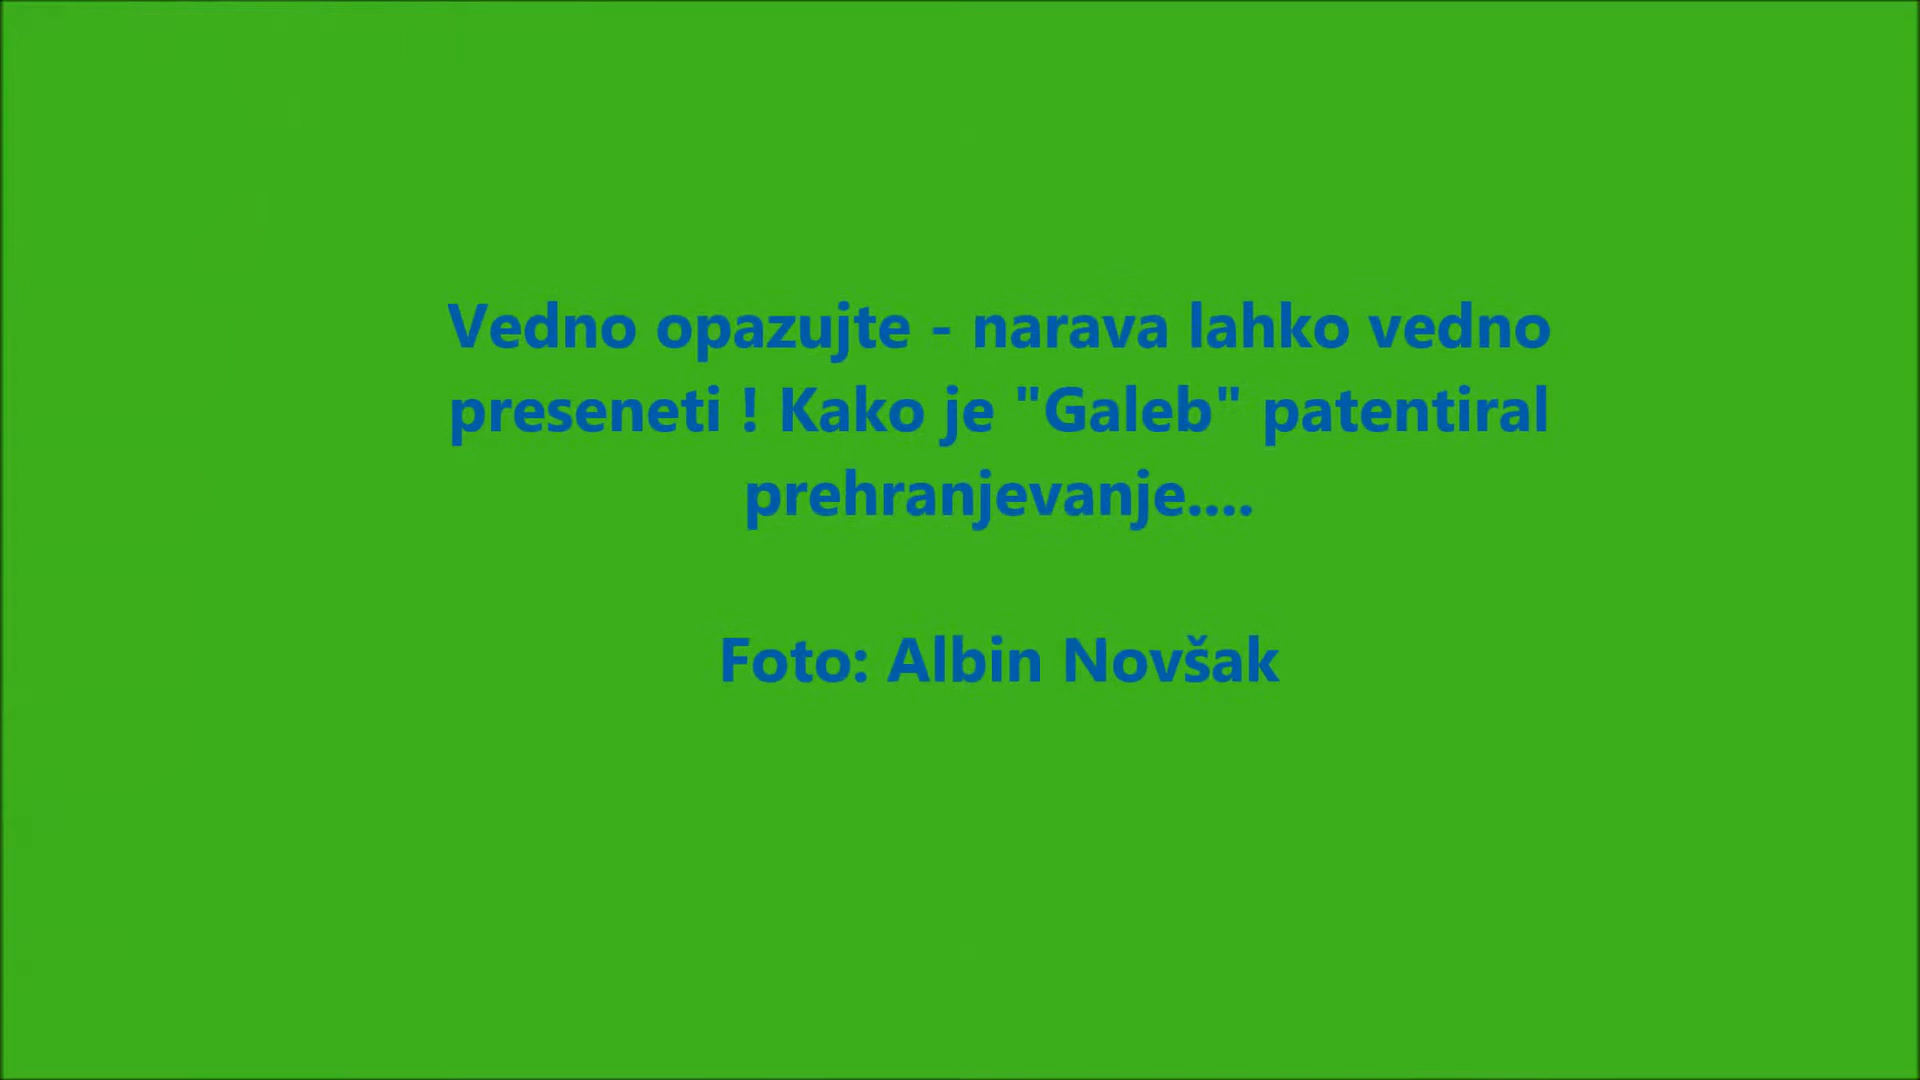 Vedno opazujte - narava lahko vedno
preseneti ! Kako je "Galeb" patentiral
prehranjevanje....
Foto: Albin Novšak